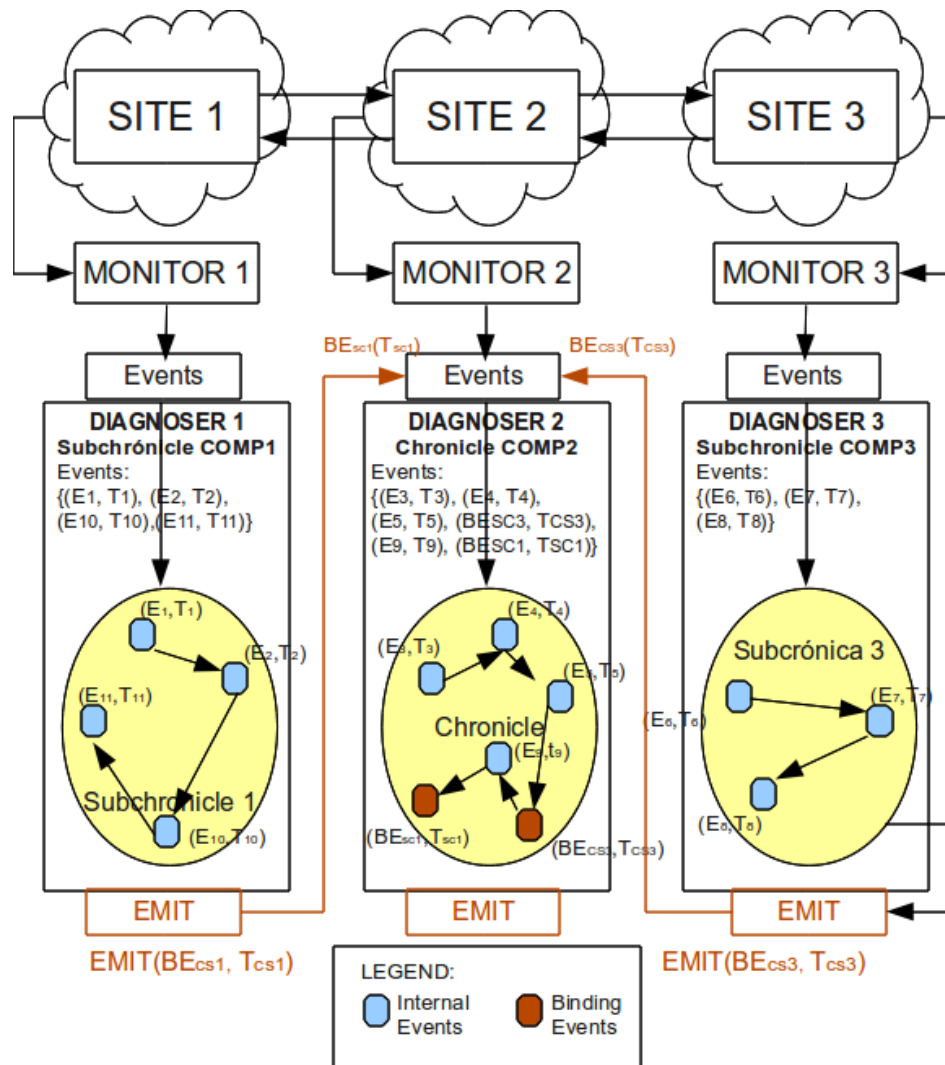 SITE 1
SITE 2
SITE 3
MONITOR 1
MONITOR 2
MONITOR 3
BEsc1(Tsc1)
BECS3(TCS3)
Events
Events
Events
DIAGNOSER 1
Subchrónicle COMP1
Events:
{(E1, T1), (E2, T2),
(E10, T10),(E11, T11)}
DIAGNOSER 2
Chronicle COMP2
Events:
{(E3, T3), (E4, T4),
(E5, T5), (BESC3, TCS3),
(E9, T9), (BESC1, TSC1)}
DIAGNOSER 3
Subchronicle COMP3
Events:
{(E6, T6), (E7, T7),
(E8, T8)}
(E1,T1)
(E2,T2)
(E11,T11)
Subchronicle 1
(E10,T10)
(E4,T4)
(E3,T3)
(E5,T5)
Chronicle
(E9,t9)
(BEsc1,Tsc1)
(BECS3,TCS3)
Subcrónica 3
(E7,T7)
(E6,T6)
(E8,T8)
EMIT
EMIT
EMIT
EMIT(BEcs1, Tcs1)
EMIT(BEcs3, Tcs3)
LEGEND:
Internal
Events
Binding
Events